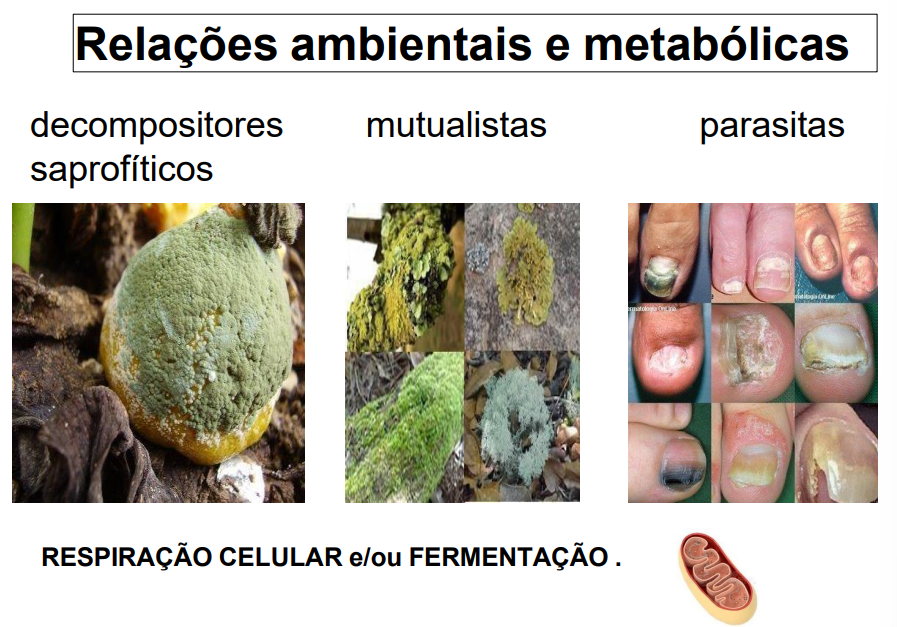 Relações ambientais e metabólicas
decompositores
saprofíticos
mutualistas
parasitas
RESPIRAÇÃO CELULAR e/ou FERMENTAÇÃO .